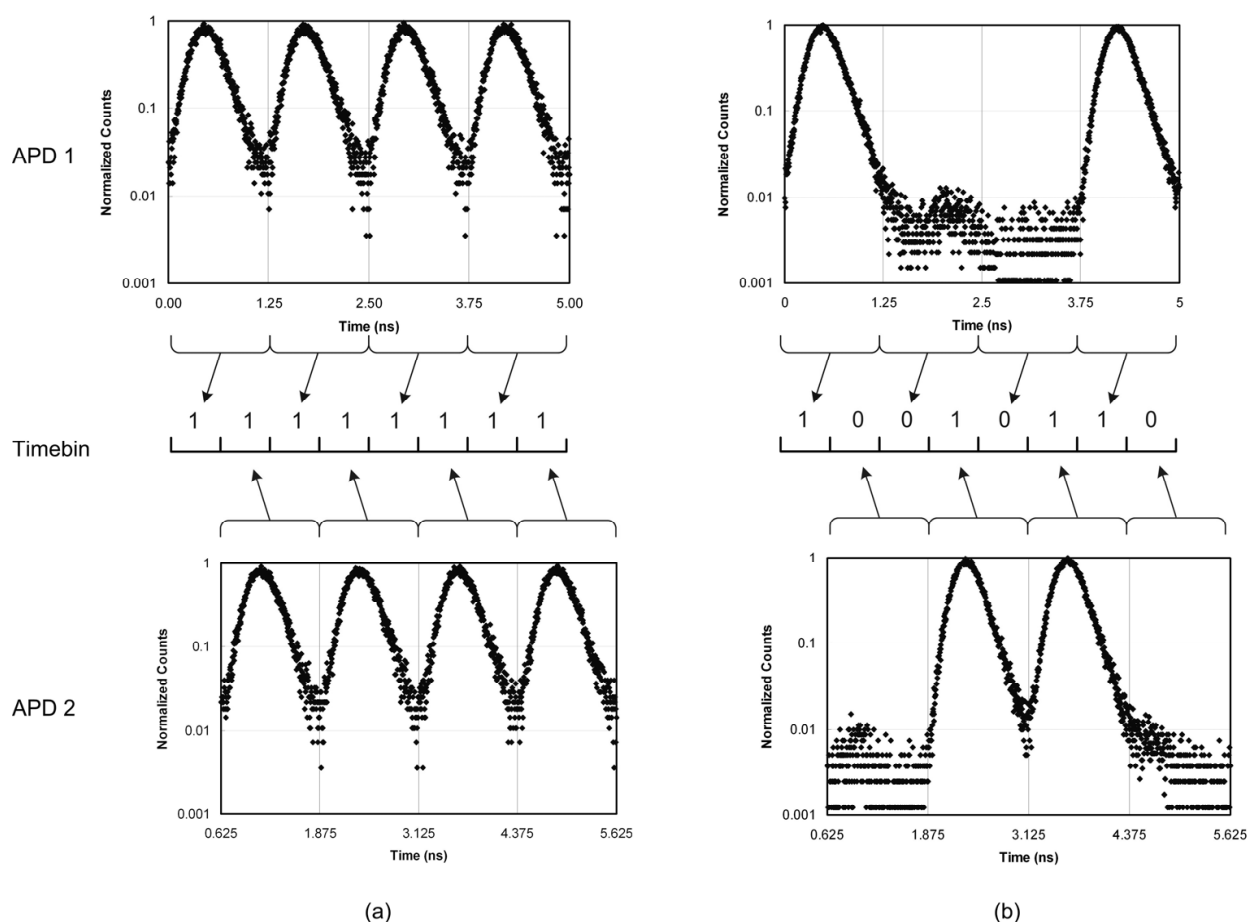 1
0.1
0.01
0.001
Normalized Counts
0.00 1.25 2.50 3.75 5.00
Time (ns)
1
0.1
0.01
0.001
Normalized Counts
0 1.25 2.5 3.75 5
Time (ns)
APD 1
1 1 1 1 1 1 1 1
1 0 0 1 0 1 1 0
Timebin
1
0.1
0.01
0.001
Normalized Counts
0.625 1.875 3.125 4.375 5.625
Time (ns)
1
0.1
0.01
0.001
Normalized Counts
0.625 1.875 3.125 4.375 5.625
Time (ns)
APD 2
(a)
(b)